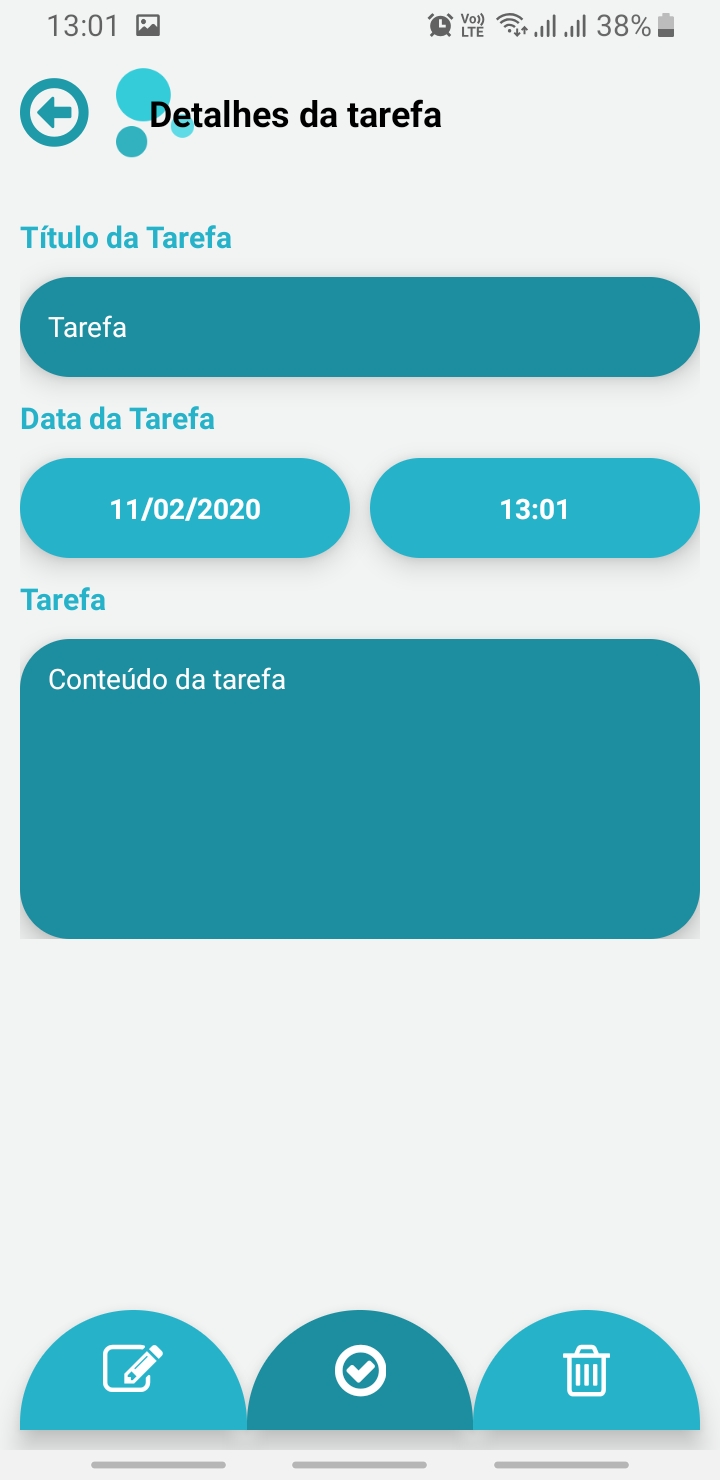 13:01
Vo)) LTE 38%
Detalhes da tarefa
Título da Tarefa
Tarefa
Data da Tarefa
11/02/2020 13:01
Tarefa
Conteúdo da tarefa